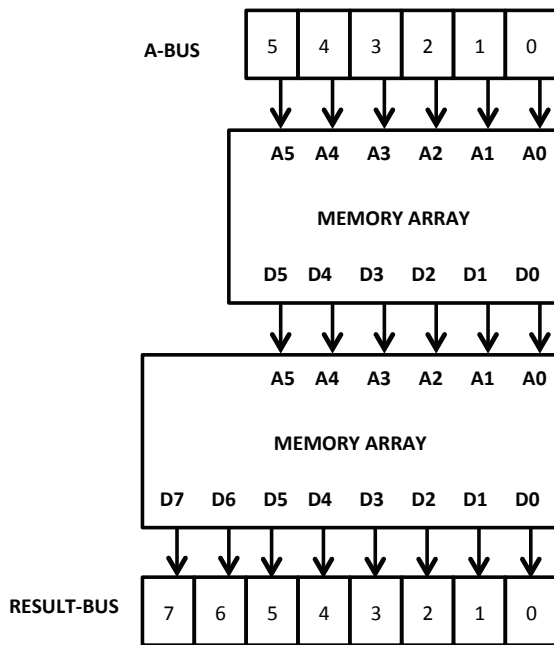 A-BUS 5 4 3 2 1 0
A5 A4 A3 A2 A1 A0
MEMORY ARRAY
D5 D4 D3 D2 D1 D0
A5 A4 A3 A2 A1 A0
MEMORY ARRAY
D7 D6 D5 D4 D3 D2 D1 D0
RESULT-BUS 7 6 5 4 3 2 1 0